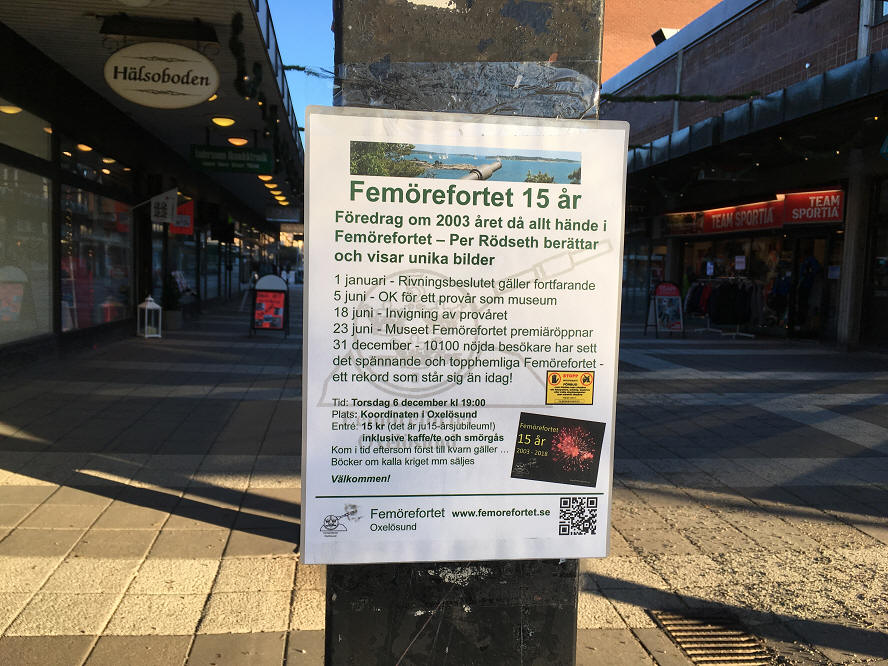 Hälsoboden
TEAM SPORTIA
TEAM
SPORTIA
Femörefortet 15 år
Föredrag om 2003 året då allt hände i
Femörefortet – Per Rödseth berättar
och visar unika bilder
1 januari - Rivningsbeslutet gäller fortfarande
5 juni - OK för ett provår som museum
18 juni - Invigning av provåret
23 juni - Museet Femörefortet premiäröppnar
31 december - 10100 nöjda besökare har sett
det spännande och topphemliga Femörefortet -
ett rekord som står sig än idag!
STOPP
Tid: Torsdag 6 december kl 19:00
Plats: Koordinaten i Oxelösund
Entré: 15 kr (det är ju15-årsjubileum!)
inklusive kaffe/te och smörgås
Kom i tid eftersom först till kvarn gäller ...
Böcker om kalla kriget mm säljes
Välkommen!
Femörefortet
15 år
2003 - 2018
Femörefortet www.femorefortet.se
Oxelösund